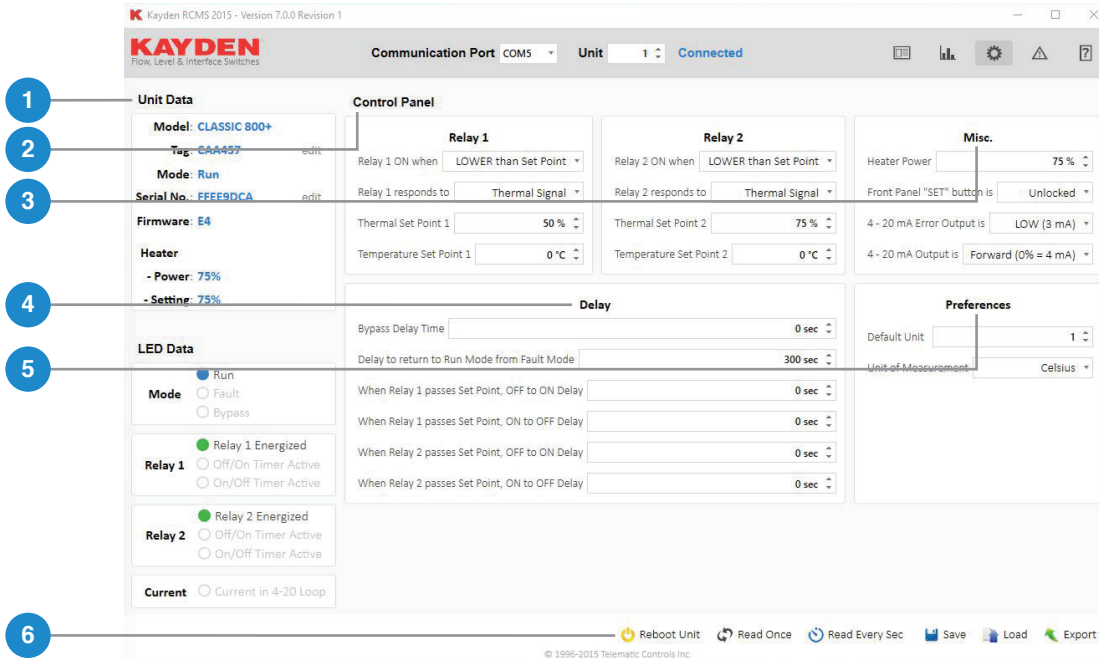 Kayden RCMS 2015 - Version 7.0.0 Revision 1
KAYDEN
Flow, Level & Interface Switches
Communication Port COM5 Unit 1 Connected
1
Unit Data
Model: CLASSIC 800+
Tag: CAA457 edit
Mode: Run
Serial No.: FFEE9DCA edit
Firmware: E4
Heater
- Power: 75%
- Setting: 75%
LED Data
Mode
Run
Fault
Bypass
Relay 1
Relay 1 Energized
Off/On Timer Active
On/Off Timer Active
Relay 2
Relay 2 Energized
Off/On Timer Active
On/Off Timer Active
Current Current in 4-20 Loop
2
Control Panel
Relay 1
Relay 1 ON when LOWER than Set Point
Relay 1 responds to Thermal Signal
Thermal Set Point 1 50 %
Temperature Set Point 1 0 °C
Relay 2
Relay 2 ON when LOWER than Set Point
Relay 2 responds to Thermal Signal
Thermal Set Point 2 75 %
Temperature Set Point 2 0 °C
3
Misc.
Heater Power 75 %
Front Panel "SET" button is Unlocked
4 - 20 mA Error Output is LOW (3 mA)
4 - 20 mA Output is Forward (0% = 4 mA)
4
Delay
Bypass Delay Time 0 sec
Delay to return to Run Mode from Fault Mode 300 sec
When Relay 1 passes Set Point, OFF to ON Delay 0 sec
When Relay 1 passes Set Point, ON to OFF Delay 0 sec
When Relay 2 passes Set Point, OFF to ON Delay 0 sec
When Relay 2 passes Set Point, ON to OFF Delay 0 sec
5
Preferences
Default Unit 1
Unit of Measurement Celsius
6
Reboot Unit Read Once Read Every Sec Save Load Export
© 1996-2015 Telematic Controls Inc.